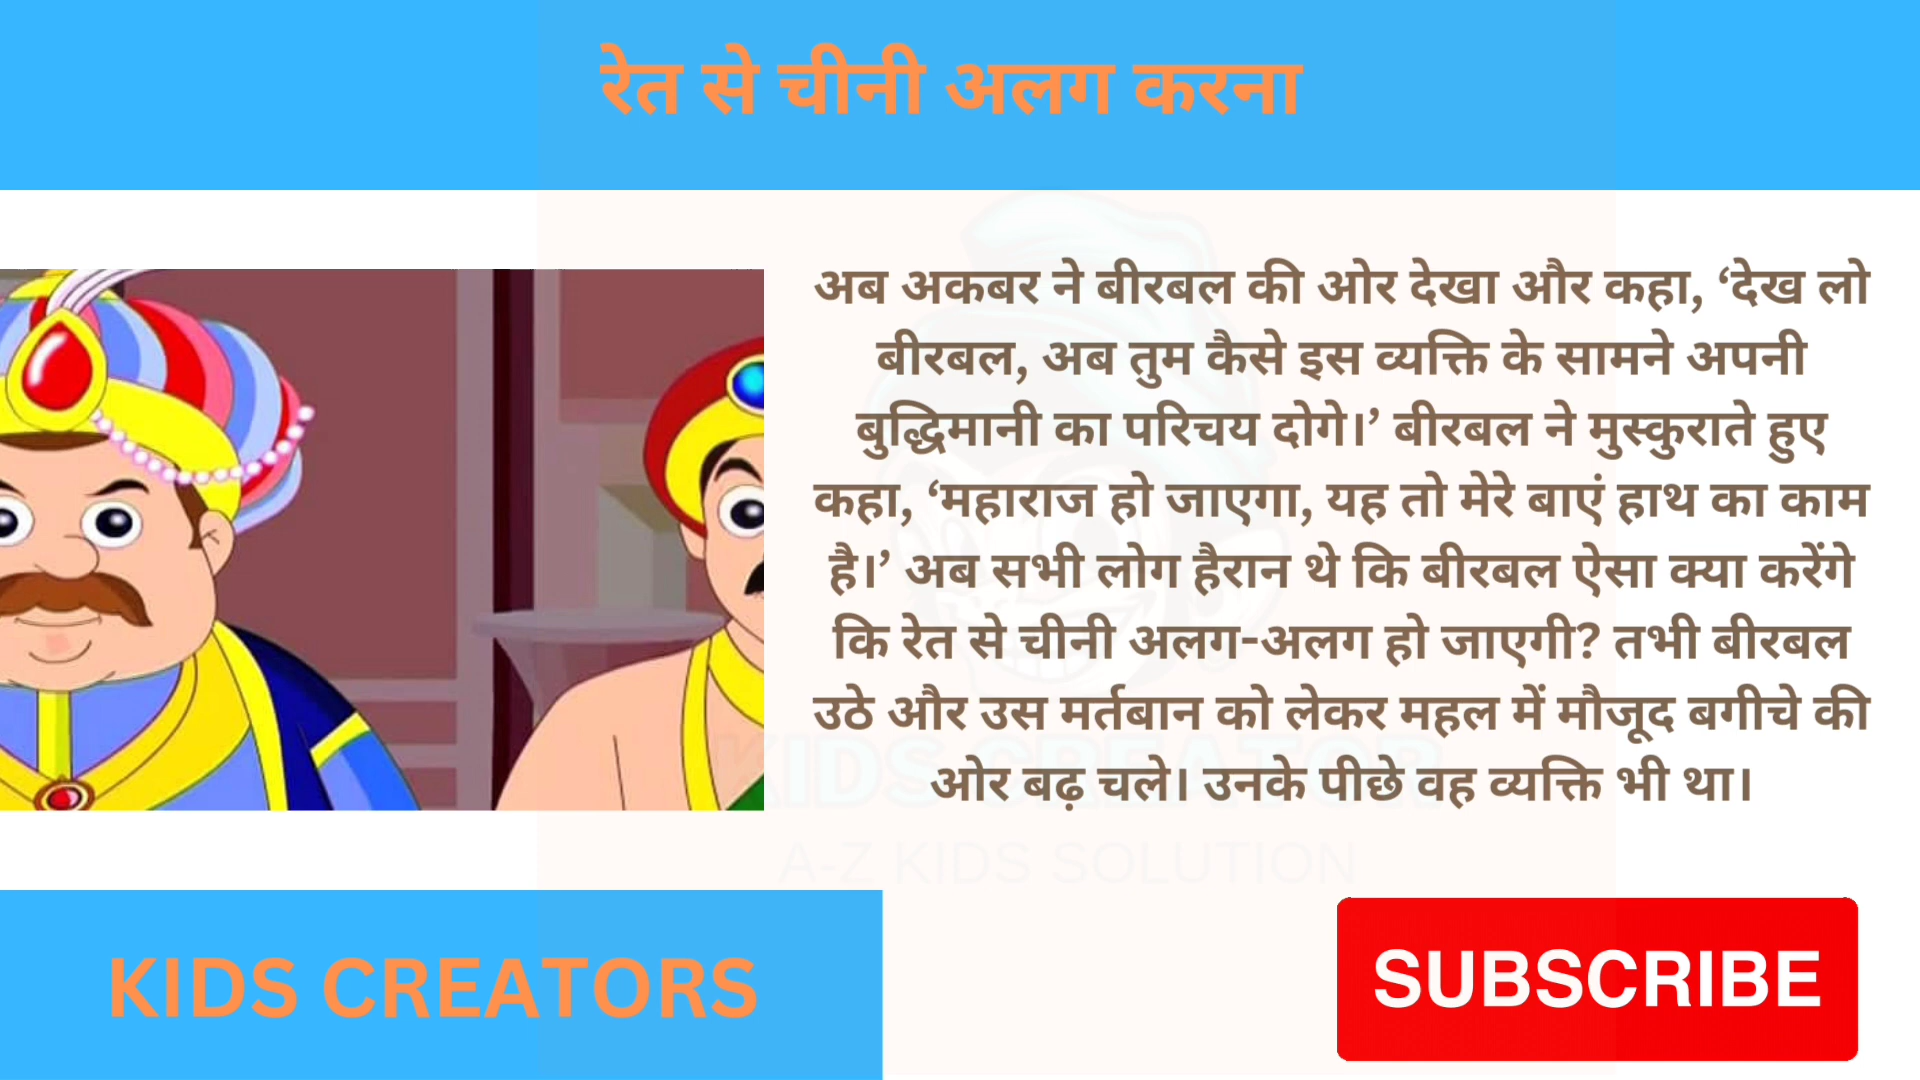 रेत से चीनी अलग करना
अब अकबर ने बीरबल की ओर देखा और कहा, ‘देख लो
बीरबल, अब तुम कैसे इस व्यक्ति के सामने अपनी
बुद्धिमानी का परिचय दोगे।’ बीरबल ने मुस्कुराते हुए
कहा, ‘महाराज हो जाएगा, यह तो मेरे बाएं हाथ का काम
है।’ अब सभी लोग हैरान थे कि बीरबल ऐसा क्या करेंगे
कि रेत से चीनी अलग-अलग हो जाएगी? तभी बीरबल
उठे और उस मर्तबान को लेकर महल में मौजूद बगीचे की
ओर बढ़ चले। उनके पीछे वह व्यक्ति भी था।
KIDS CREATOR
A-Z KIDS SOLUTION
KIDS CREATORS
SUBSCRIBE